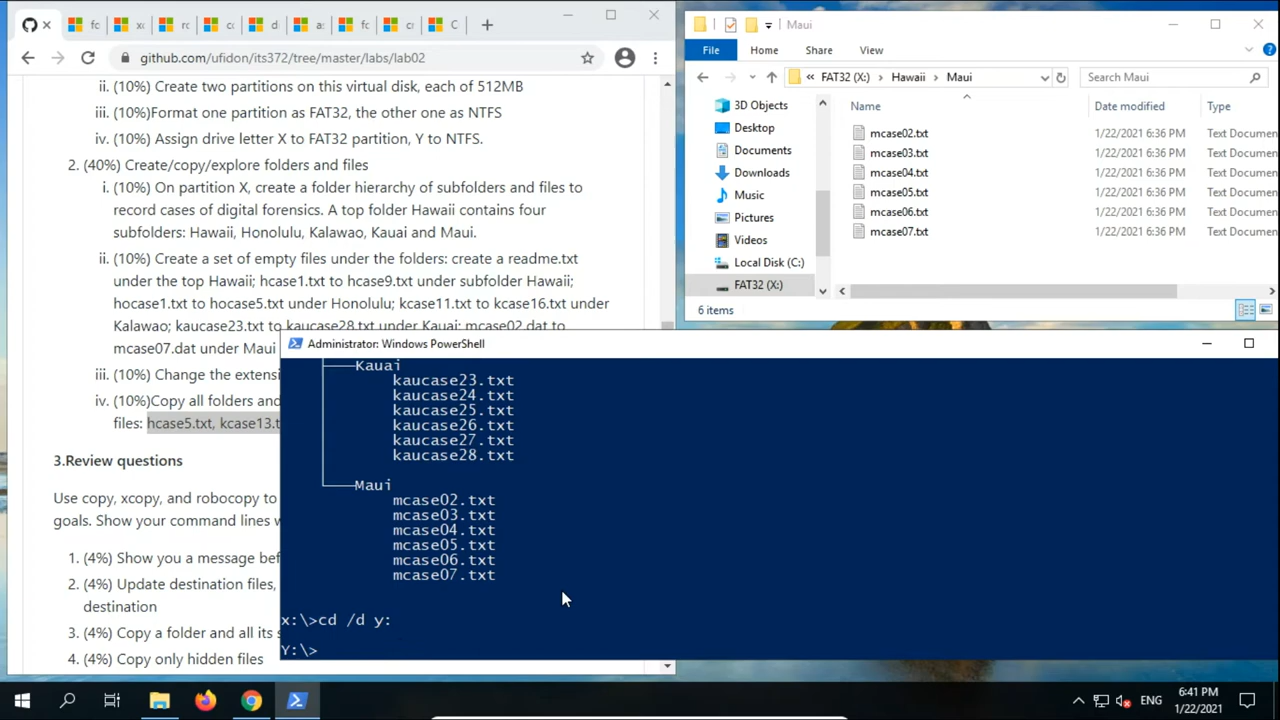 fc
xc
rc
cc
its
d
as
fc
cr
C
github.com/ufidon/its372/tree/master/labs/lab02
ii. (10%) Create two partitions on this virtual disk, each of 512MB
iii. (10%)Format one partition as FAT32, the other one as NTFS
iv. (10%) Assign drive letter X to FAT32 partition, Y to NTFS.
2. (40%) Create/copy/explore folders and files
i. (10%) On partition X, create a folder hierarchy of subfolders and files to
record cases of digital forensics. A top folder Hawaii contains four
subfolders: Hawaii, Honolulu, Kalawao, Kauai and Maui.
ii. (10%) Create a set of empty files under the folders: create a readme.txt
under the top Hawaii; hcase1.txt to hcase9.txt under subfolder Hawaii;
hocase1.txt to hocase5.txt under Honolulu; kcase11.txt to kcase16.txt under
Kalawao; kaucase23.txt to kaucase28.txt under Kauai; mcase02.dat to
mcase07.dat under Maui
iii. (10%) Change the extensi
iv. (10%)Copy all folders and
files: hcase5.txt, kcase13.t
3.Review questions
Use copy, xcopy, and robocopy to
goals. Show your command lines w
1. (4%) Show you a message bef
2. (4%) Update destination files,
destination
3. (4%) Copy a folder and all its s
4. (4%) Copy only hidden files
Maui
File
Home
Share
View
FAT32 (X:)
Hawaii
Maui
Search Maui
3D Objects
Desktop
Documents
Downloads
Music
Pictures
Videos
Local Disk (C:)
FAT32 (X:)
Name Date modified Type
mcase02.txt 1/22/2021 6:36 PM Text Documen
mcase03.txt 1/22/2021 6:36 PM Text Documen
mcase04.txt 1/22/2021 6:36 PM Text Documen
mcase05.txt 1/22/2021 6:36 PM Text Documen
mcase06.txt 1/22/2021 6:36 PM Text Documen
mcase07.txt 1/22/2021 6:36 PM Text Documen
6 items
Administrator: Windows PowerShell
Kauai
kaucase23.txt
kaucase24.txt
kaucase25.txt
kaucase26.txt
kaucase27.txt
kaucase28.txt
Maui
mcase02.txt
mcase03.txt
mcase04.txt
mcase05.txt
mcase06.txt
mcase07.txt
x:\>cd /d y:
Y:\>
ENG
6:41 PM
1/22/2021